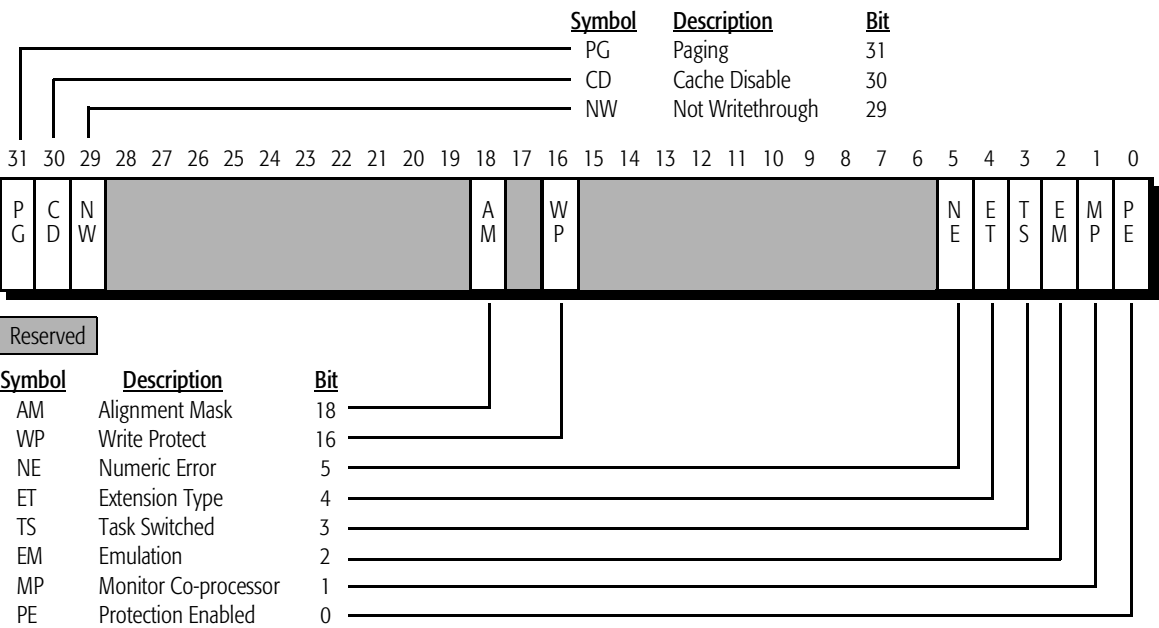 Symbol Description Bit
PG Paging 31
CD Cache Disable 30
NW Not Writethrough 29
31 30 29 28 27 26 25 24 23 22 21 20 19 18 17 16 15 14 13 12 11 10 9 8 7 6 5 4 3 2 1 0
P C N A W N E T E M P
G D W M P E T S M P E
Reserved
Symbol Description Bit
AM Alignment Mask 18
WP Write Protect 16
NE Numeric Error 5
ET Extension Type 4
TS Task Switched 3
EM Emulation 2
MP Monitor Co-processor 1
PE Protection Enabled 0